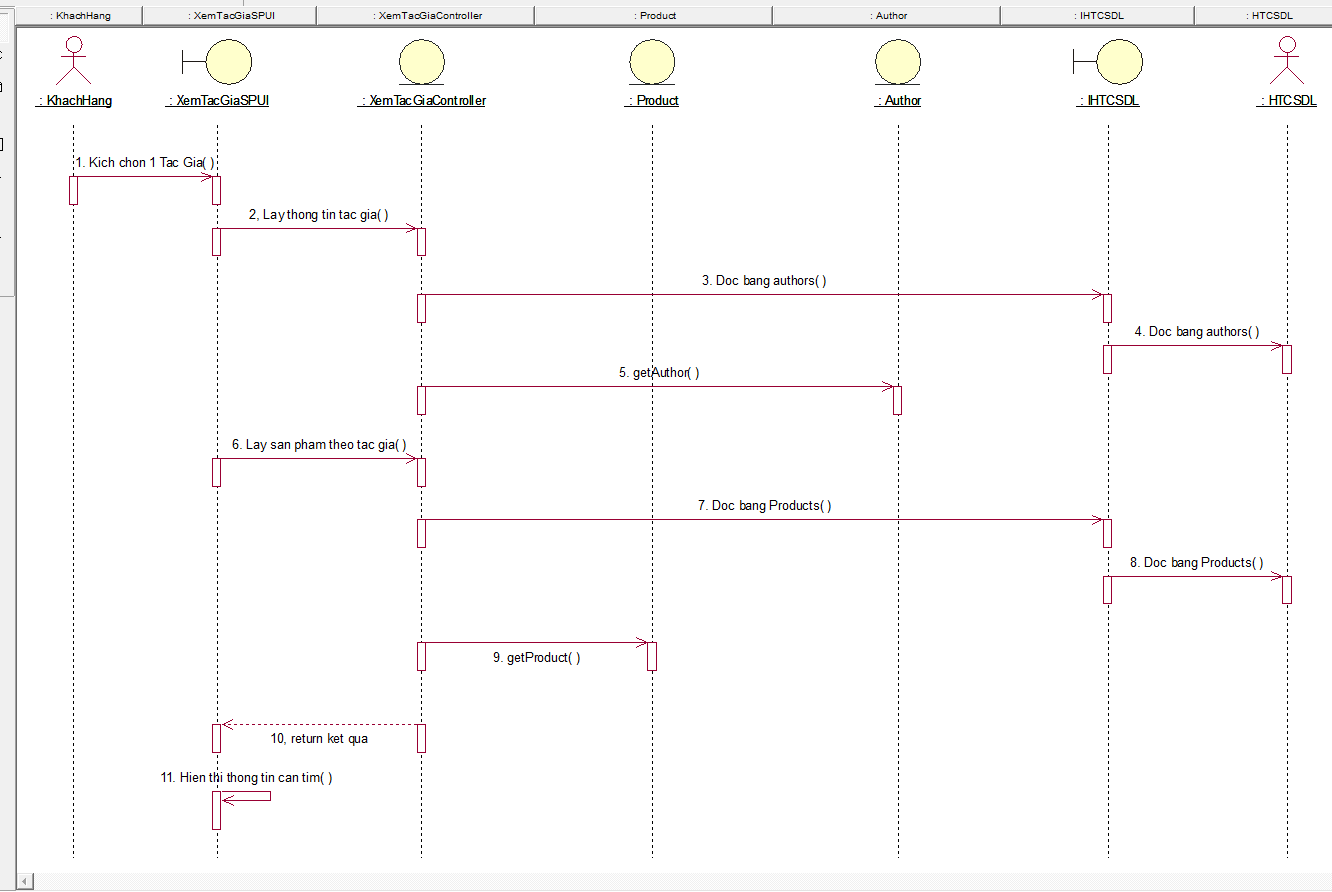 : KhachHang
: XemTacGiaSPUI
: XemTacGiaController
: Product
: Author
: IHTCSDL
: HTCSDL
: KhachHang
: XemTacGiaSPUI
: XemTacGiaController
: Product
: Author
: IHTCSDL
: HTCSDL
1. Kich chon 1 Tac Gia( )
2, Lay thong tin tac gia( )
3. Doc bang authors( )
4. Doc bang authors( )
5. getAuthor( )
6. Lay san pham theo tac gia( )
7. Doc bang Products( )
8. Doc bang Products( )
9. getProduct( )
10, return ket qua
11. Hien thi thong tin can tim( )